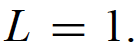 L = 1.